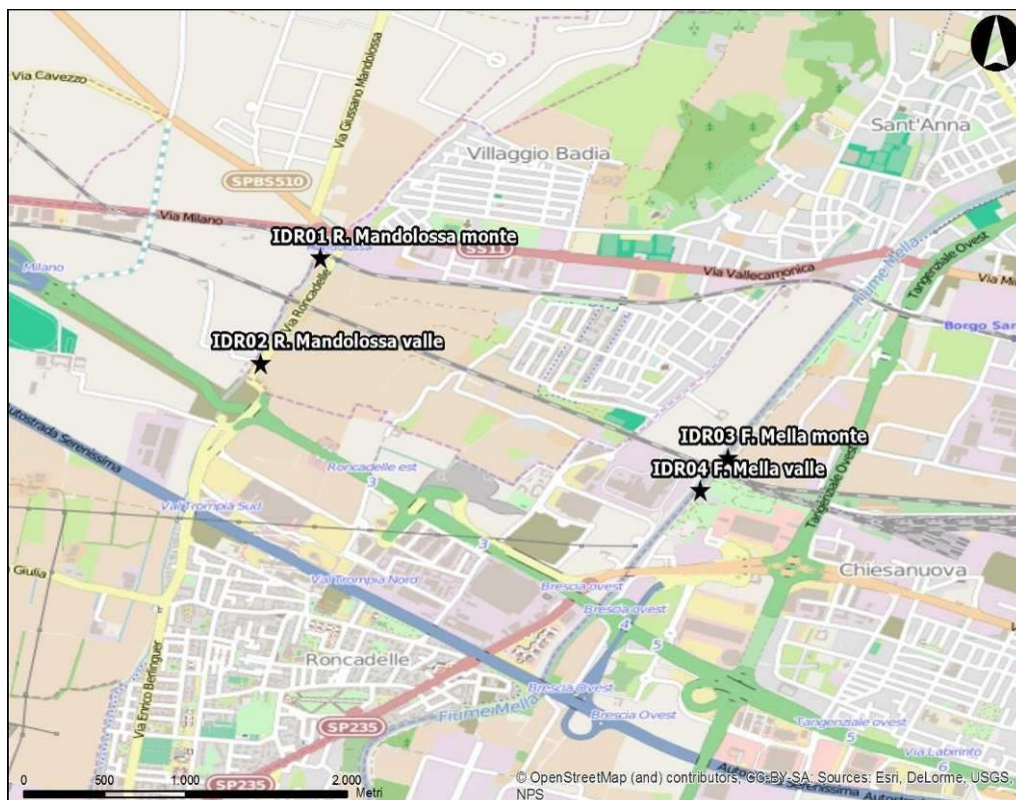 Via Cavezzo
Via Giussano Mandolossa
Sant'Anna
Villaggio Badia
SPBS510
Via Milano
IDR01 R. Mandolossa monte
SS11
Via Vallecamonica
Fiume Mella
Tangenziale Ovest
Milano
Via Roncadelle
IDR02 R. Mandolossa valle
Borgo San
IDR03 F. Mella monte
IDR04 F. Mella valle
Autostrada Serenissima
Roncadelle est
3
Tangenziale Ovest
Val Trompia Sud
3
Giulia
Val Trompia Nord
Brescia ovest
Chiesanuova
Brescia ovest
4
5
Roncadelle
Via Enrico Berlinguer
Brescia Ovest
Fiume Mella
Brescia Ovest
SP235
Tangenziale ovest
5
Via Labirinto
6
SP235
0 500 1.000 2.000
Metri
© OpenStreetMap (and) contributors, CC-BY-SA, Sources: Esri, DeLorme, USGS,
NPS